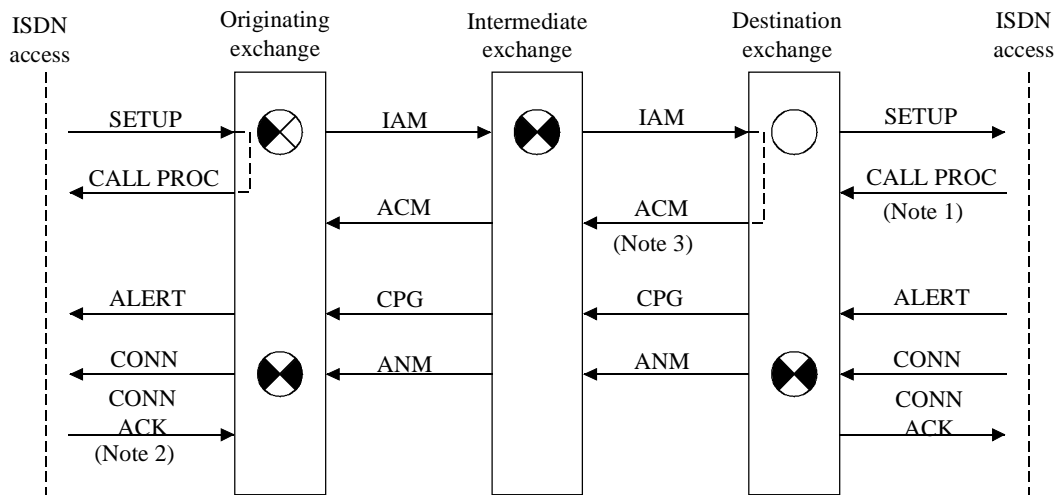 ISDN
access
Originating
exchange
Intermediate
exchange
Destination
exchange
ISDN
access
SETUP
IAM
IAM
SETUP
CALL PROC
CALL PROC
(Note 1)
ACM
ACM
(Note 3)
ALERT
CPG
CPG
ALERT
CONN
ANM
ANM
CONN
CONN
ACK
(Note 2)
CONN
ACK